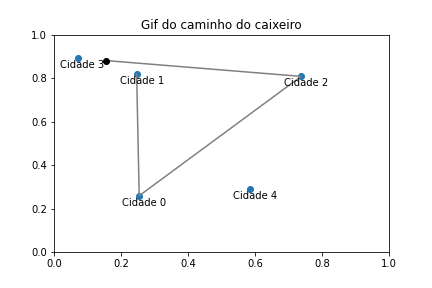 Gif do caminho do caixeiro
1.0
Cidade 3
Cidade 1
Cidade 2
0.8
0.6
0.4
Cidade 4
Cidade 0
0.2
0.0
0.0 0.2 0.4 0.6 0.8 1.0